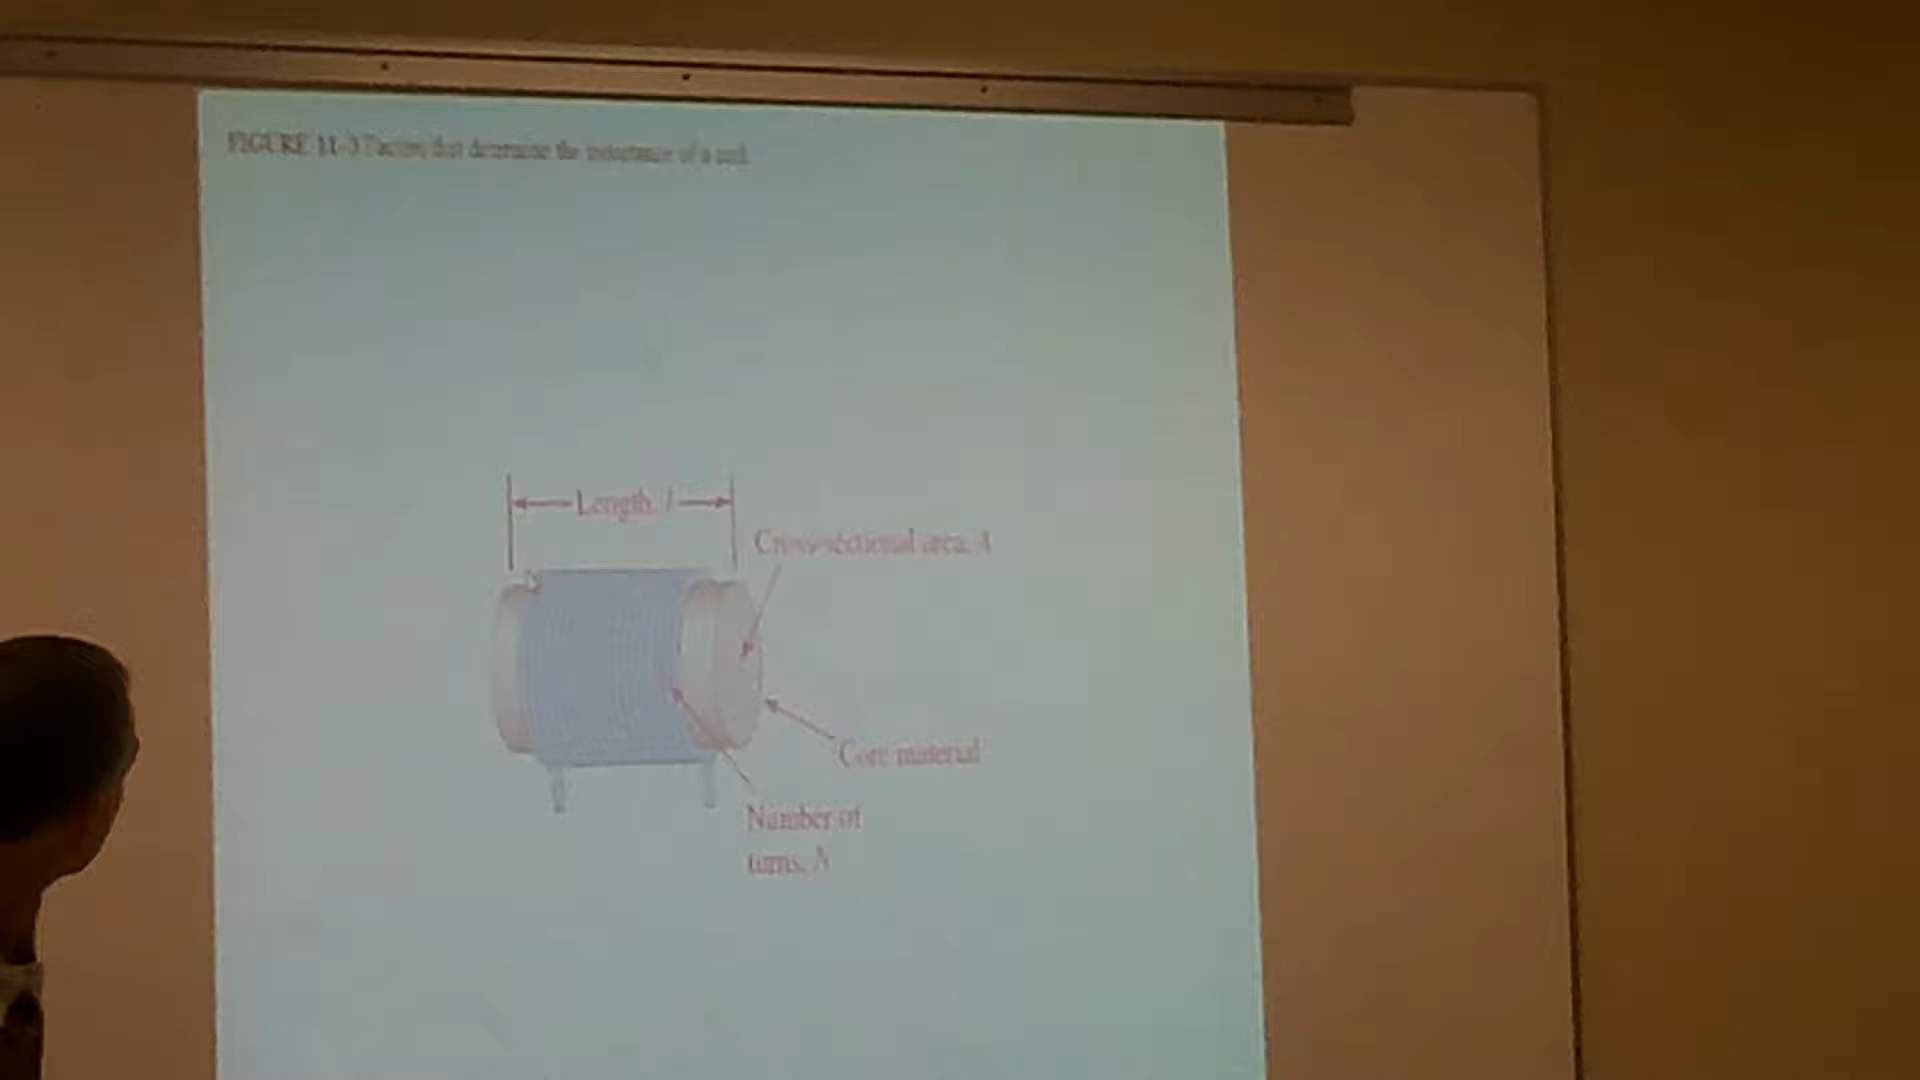 FIGURE 11-3 Factors that determine the inductance of a coil.
Length, l
Cross-sectional area, A
Core material
Number of
turns, N